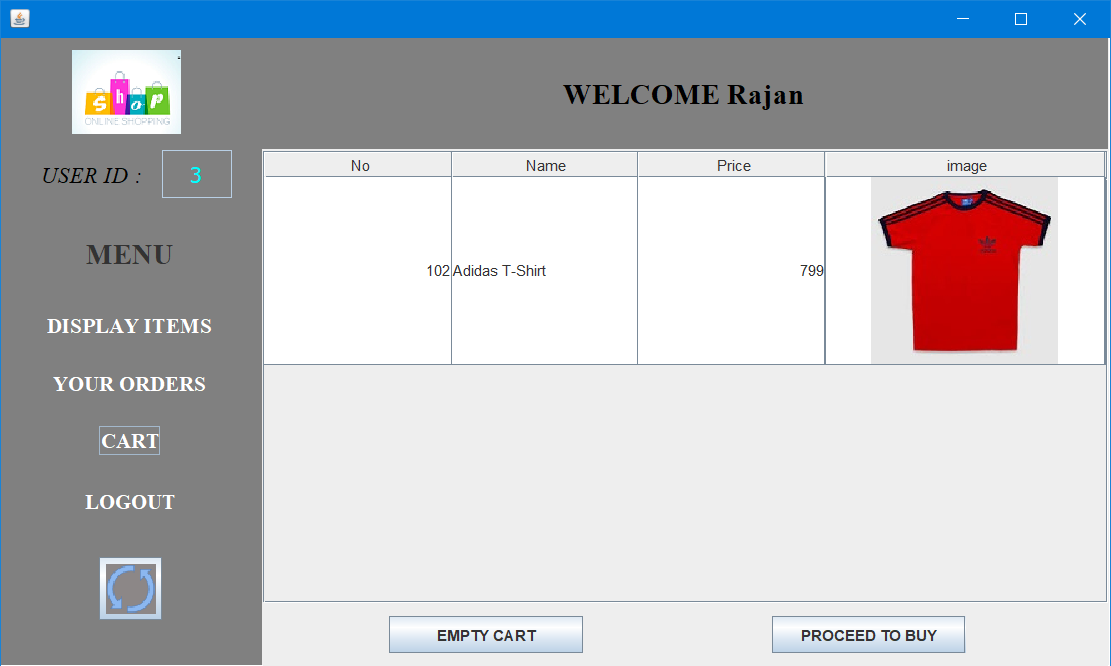 shop
ONLINE SHOPPING
WELCOME Rajan
USER ID : 3
No Name Price image
102 Adidas T-Shirt 799
MENU
DISPLAY ITEMS
YOUR ORDERS
CART
LOGOUT
EMPTY CART PROCEED TO BUY